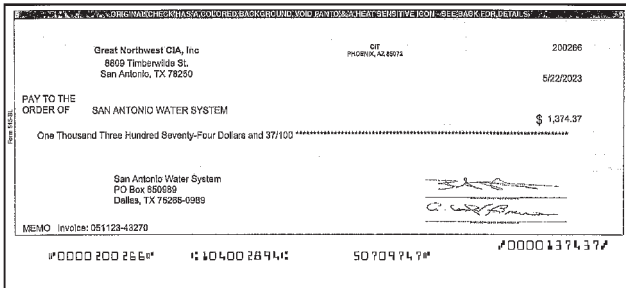 ORIGINAL CHECK HAS A COLORED BACKGROUND, VOID PANTO & A HEAT SENSITIVE ICON - SEE BACK FOR DETAILS
Great Northwest CIA, Inc
8809 Timberwilde St.
San Antonio, TX 78250
CIT
PHOENIX, AZ 85072
200266
5/22/2023
PAY TO THE
ORDER OF SAN ANTONIO WATER SYSTEM
$ 1,374.37
One Thousand Three Hundred Seventy-Four Dollars and 37/100
San Antonio Water System
PO Box 650989
Dallas, TX 75265-0989
MEMO Invoice: 051123-43270
⑈0000200266⑈ ⑆104002894⑆ 50709747⑈ ⑇0000137437⑇